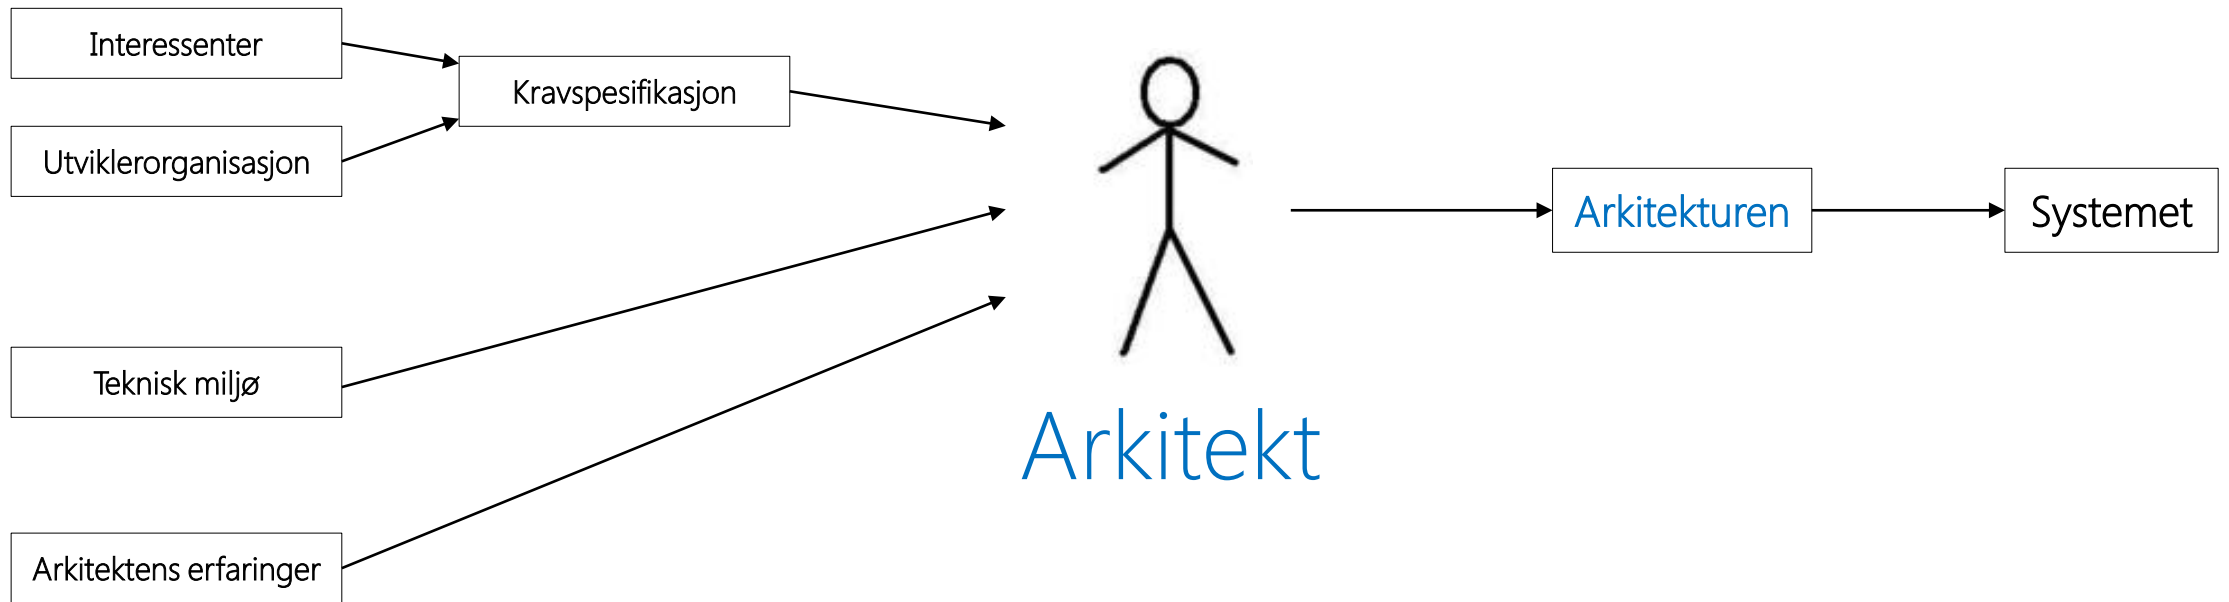 Interessenter
Utviklerorganisasjon
Kravspesifikasjon
Teknisk miljø
Arkitektens erfaringer
Arkitekt
Arkitekturen
Systemet